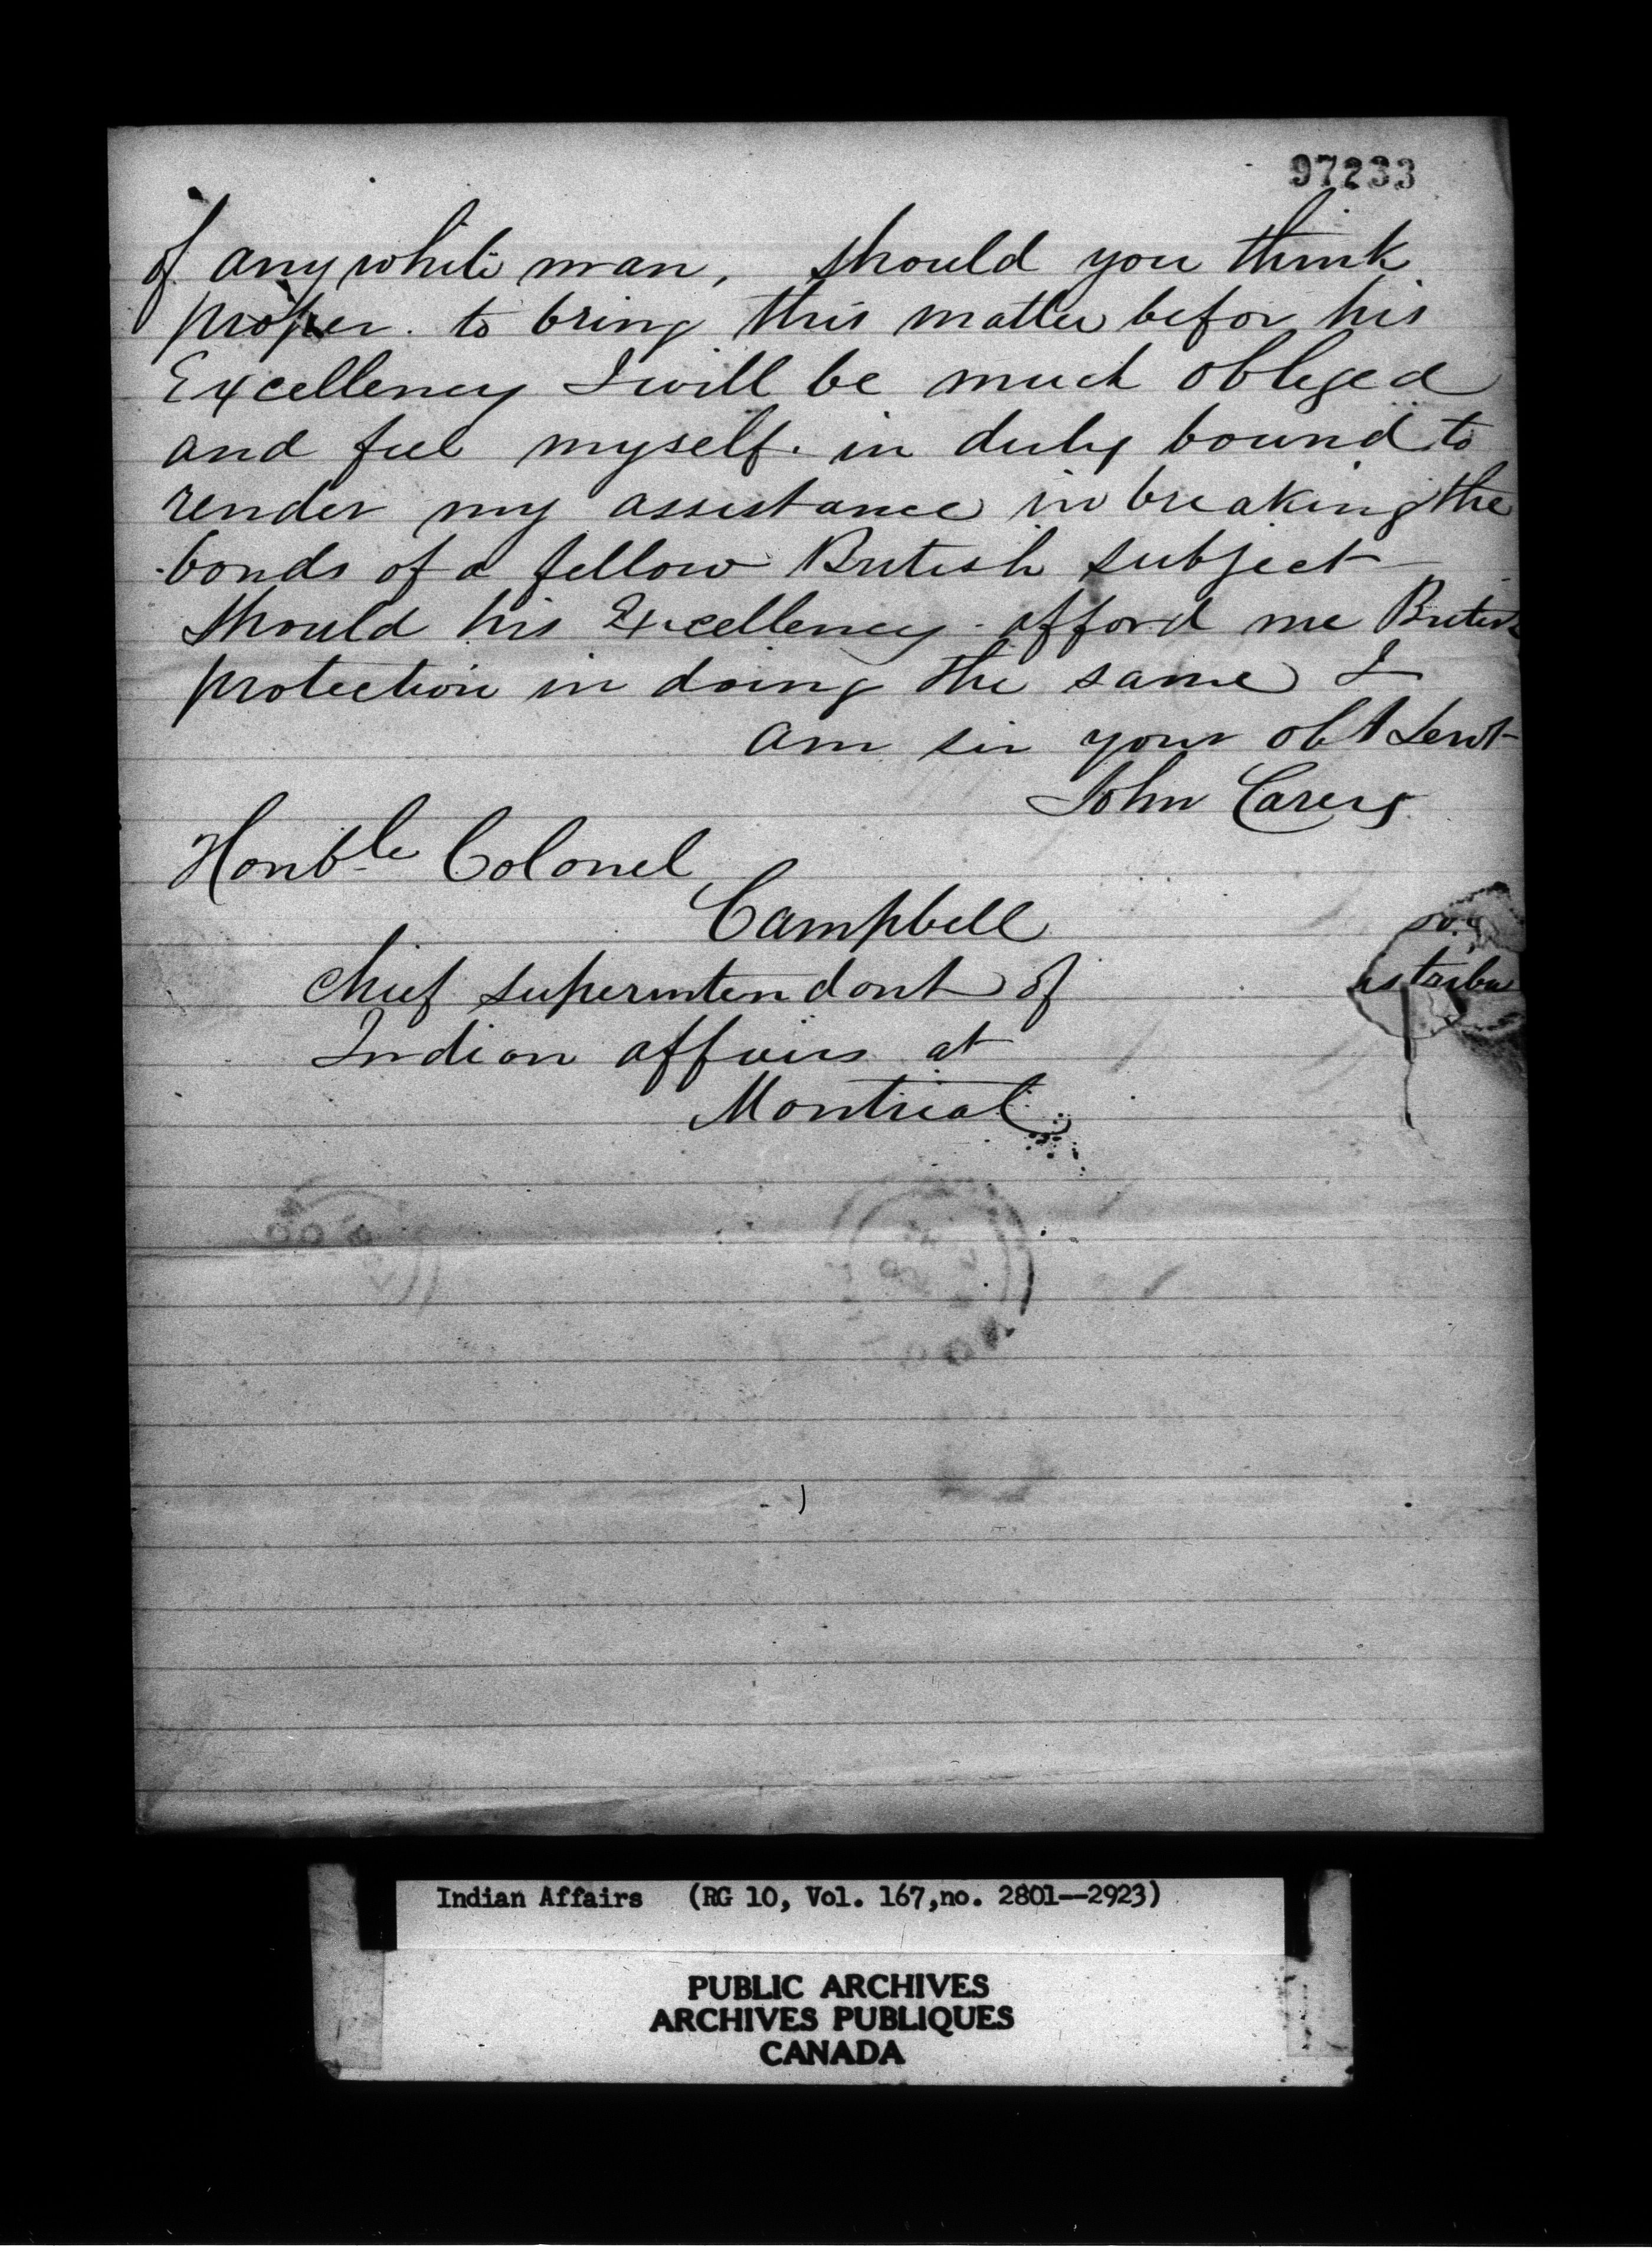 97233
of any white man, should you think
proper. to bring this matter befor his
Excellency I will be much obliged
and feel myself. in duty bound to
render my assistance in breaking the
bonds of a fellow British subject
Should his Excellency. afford me British
protection in doing the same I
am sir your obt Servt
John Carey
Honble Colonel
Campbell
chief superintendant of
Indian affairs at
Montreal
Indian Affairs (RG 10, Vol. 167,no. 2801--2923)
PUBLIC ARCHIVES
ARCHIVES PUBLIQUES
CANADA